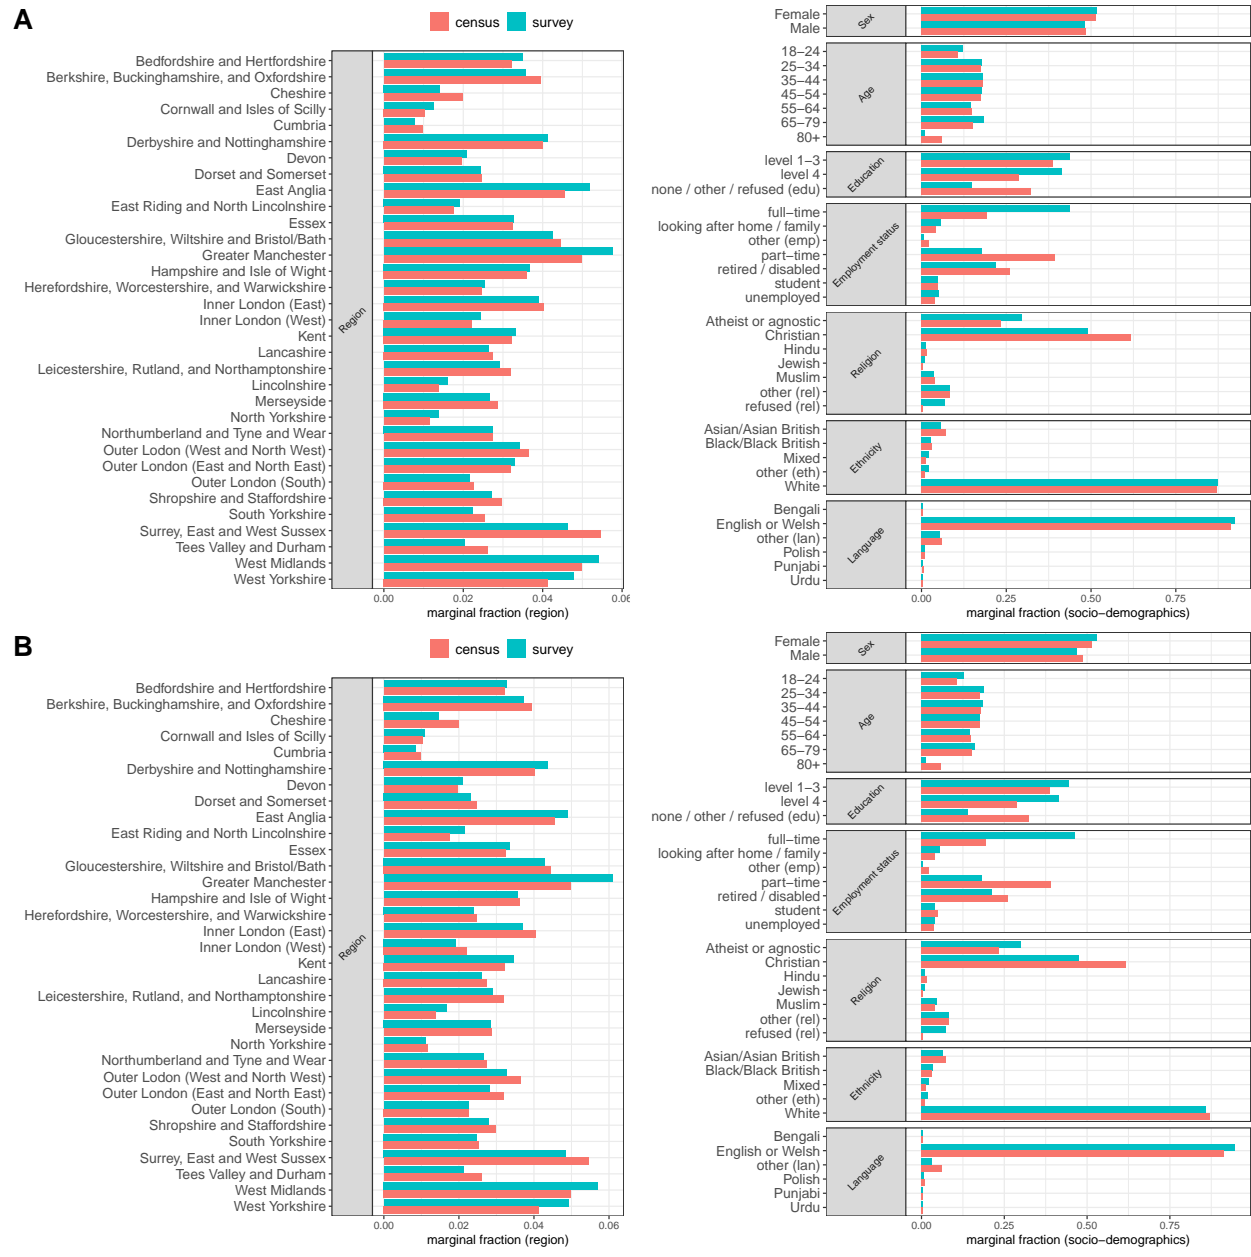 A
census
survey
Bedfordshire and Hertfordshire
Berkshire, Buckinghamshire, and Oxfordshire
Cheshire
Cornwall and Isles of Scilly
Cumbria
Derbyshire and Nottinghamshire
Devon
Dorset and Somerset
East Anglia
East Riding and North Lincolnshire
Essex
Gloucestershire, Wiltshire and Bristol/Bath
Greater Manchester
Hampshire and Isle of Wight
Herefordshire, Worcestershire, and Warwickshire
Inner London (East)
Inner London (West)
Kent
Lancashire
Leicestershire, Rutland, and Northamptonshire
Lincolnshire
Merseyside
North Yorkshire
Northumberland and Tyne and Wear
Outer Lodon (West and North West)
Outer London (East and North East)
Outer London (South)
Shropshire and Staffordshire
South Yorkshire
Surrey, East and West Sussex
Tees Valley and Durham
West Midlands
West Yorkshire
Region
0.00 0.02 0.04 0.06
marginal fraction (region)
Female
Male
Sex
18–24
25–34
35–44
45–54
55–64
65–79
80+
Age
level 1–3
level 4
none / other / refused (edu)
Education
full–time
looking after home / family
other (emp)
part–time
retired / disabled
student
unemployed
Employment status
Atheist or agnostic
Christian
Hindu
Jewish
Muslim
other (rel)
refused (rel)
Religion
Asian/Asian British
Black/Black British
Mixed
other (eth)
White
Ethnicity
Bengali
English or Welsh
other (lan)
Polish
Punjabi
Urdu
Language
0.00 0.25 0.50 0.75
marginal fraction (socio–demographics)
B
census
survey
Bedfordshire and Hertfordshire
Berkshire, Buckinghamshire, and Oxfordshire
Cheshire
Cornwall and Isles of Scilly
Cumbria
Derbyshire and Nottinghamshire
Devon
Dorset and Somerset
East Anglia
East Riding and North Lincolnshire
Essex
Gloucestershire, Wiltshire and Bristol/Bath
Greater Manchester
Hampshire and Isle of Wight
Herefordshire, Worcestershire, and Warwickshire
Inner London (East)
Inner London (West)
Kent
Lancashire
Leicestershire, Rutland, and Northamptonshire
Lincolnshire
Merseyside
North Yorkshire
Northumberland and Tyne and Wear
Outer Lodon (West and North West)
Outer London (East and North East)
Outer London (South)
Shropshire and Staffordshire
South Yorkshire
Surrey, East and West Sussex
Tees Valley and Durham
West Midlands
West Yorkshire
Region
0.00 0.02 0.04 0.06
marginal fraction (region)
Female
Male
Sex
18–24
25–34
35–44
45–54
55–64
65–79
80+
Age
level 1–3
level 4
none / other / refused (edu)
Education
full–time
looking after home / family
other (emp)
part–time
retired / disabled
student
unemployed
Employment status
Atheist or agnostic
Christian
Hindu
Jewish
Muslim
other (rel)
refused (rel)
Religion
Asian/Asian British
Black/Black British
Mixed
other (eth)
White
Ethnicity
Bengali
English or Welsh
other (lan)
Polish
Punjabi
Urdu
Language
0.00 0.25 0.50 0.75
marginal fraction (socio–demographics)